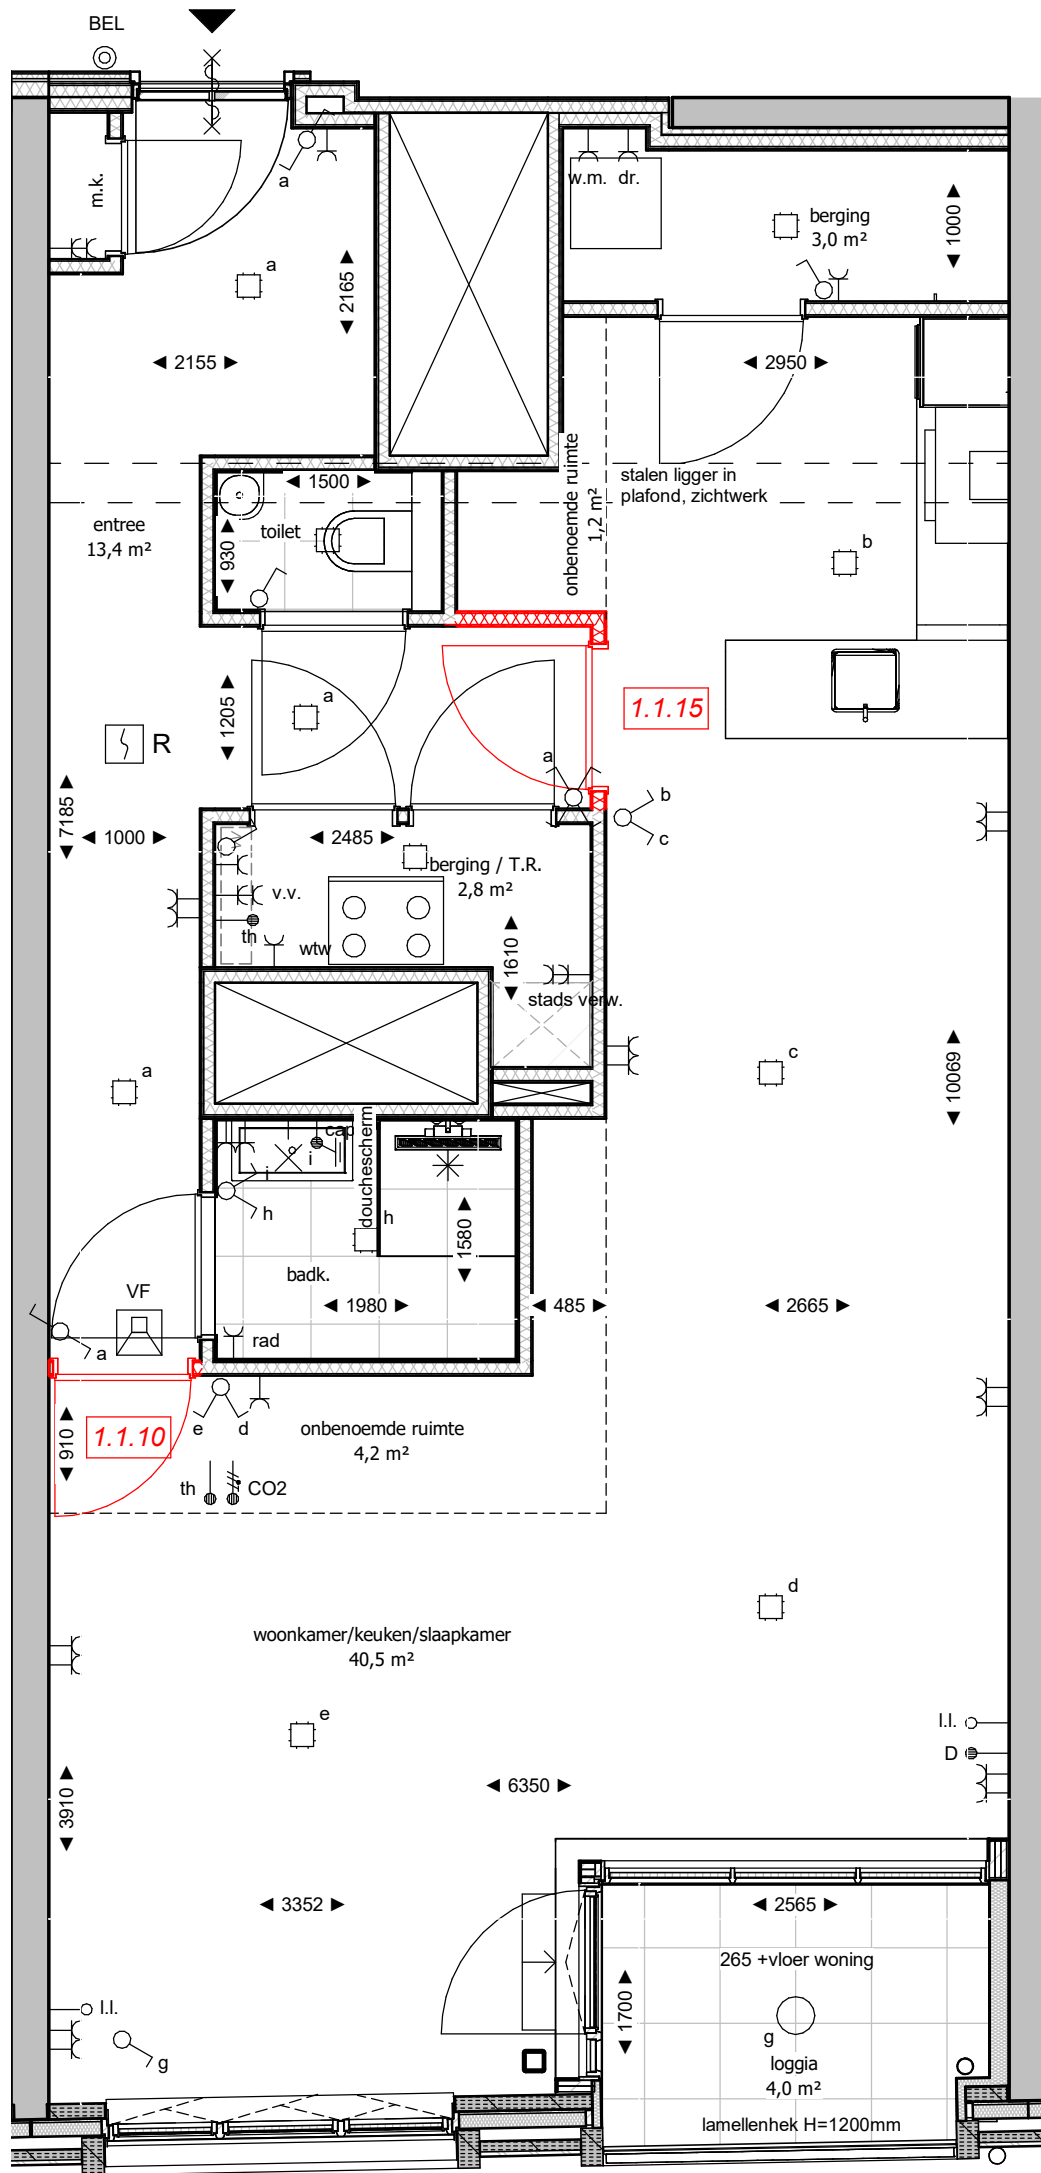 BEL
m.k.
a
w.m. dr.
berging
3,0 m²
1000
a
2165
2155
2950
onbenoemde ruimte
1,2 m²
stalen ligger in
plafond, zichtwerk
entree
13,4 m²
1500
toilet
930
b
1205
a
1.1.15
R
a
b
c
7185
1000
2485
berging / T.R.
2,8 m²
v.v.
th
wtw
1610
stads verw.
a
c
10069
douchescherm
cap
i
i
h
h
1580
badk.
1980
485
2665
VF
a
rad
1.1.10
910
e
d
onbenoemde ruimte
4,2 m²
th
CO2
d
woonkamer/keuken/slaapkamer
40,5 m²
e
l.l.
D
3910
6350
3352
2565
265 +vloer woning
1700
l.l.
g
g
loggia
4,0 m²
lamellenhek H=1200mm